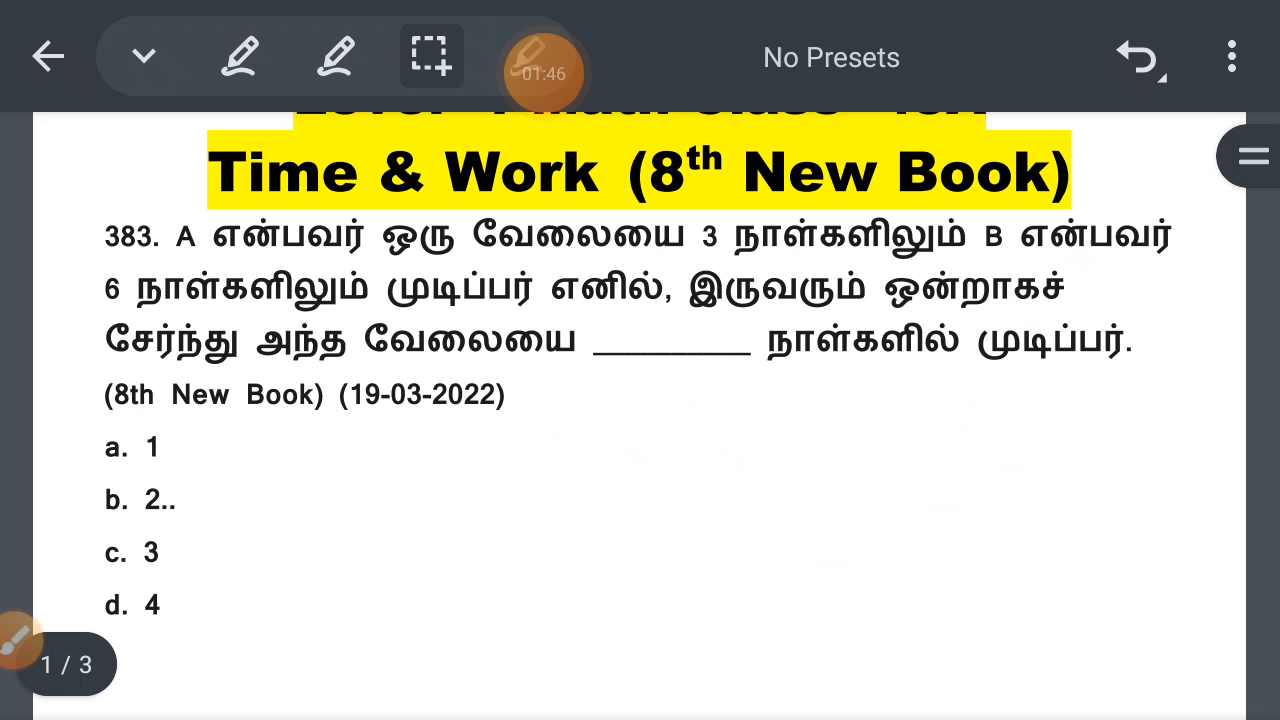 01:46
No Presets
Time & Work (8th New Book)
383. A என்பவர் ஒரு வேலையை 3 நாள்களிலும் B என்பவர்
6 நாள்களிலும் முடிப்பர் எனில், இருவரும் ஒன்றாகச்
சேர்ந்து அந்த வேலையை __________ நாள்களில் முடிப்பர்.
(8th New Book) (19-03-2022)
a. 1
b. 2..
c. 3
d. 4
1 / 3